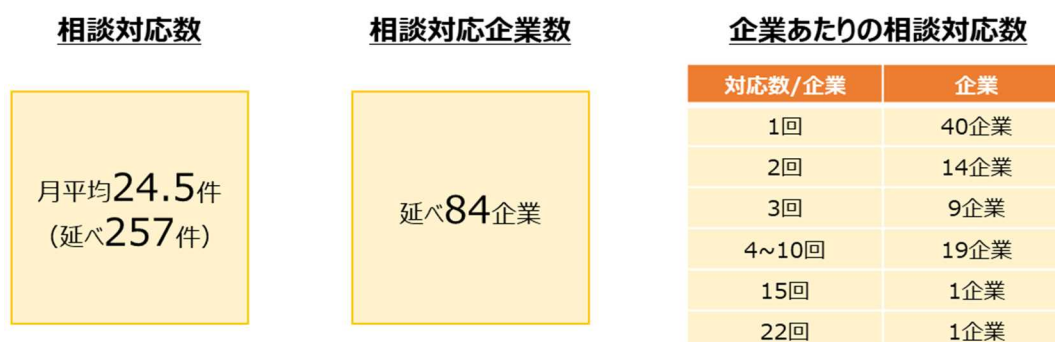 相談対応数
月平均24.5件
(延べ257件)
相談対応企業数
延べ84企業
企業あたりの相談対応数
対応数/企業 企業
1回 40企業
2回 14企業
3回 9企業
4~10回 19企業
15回 1企業
22回 1企業